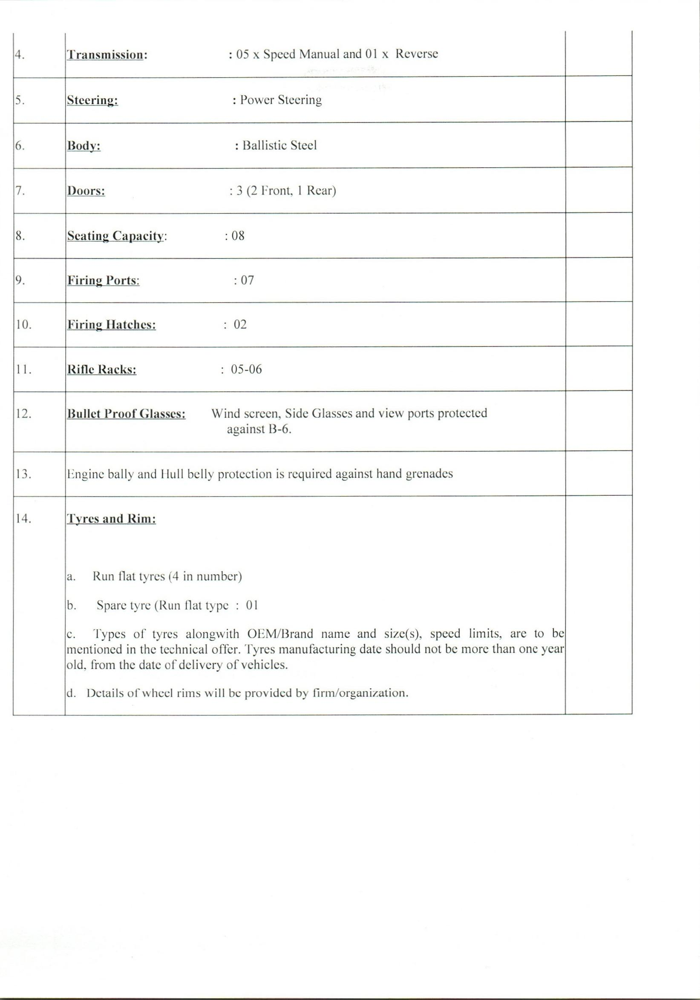 4. Transmission: : 05 x Speed Manual and 01 x Reverse
5. Steering: : Power Steering
6. Body: : Ballistic Steel
7. Doors: : 3 (2 Front, 1 Rear)
8. Seating Capacity: : 08
9. Firing Ports: : 07
10. Firing Hatches: : 02
11. Rifle Racks: : 05-06
12. Bullet Proof Glasses: Wind screen, Side Glasses and view ports protected
against B-6.
13. Engine bally and Hull belly protection is required against hand grenades
14. Tyres and Rim:
a. Run flat tyres (4 in number)
b. Spare tyre (Run flat type : 01
c. Types of tyres alongwith OEM/Brand name and size(s), speed limits, are to be
mentioned in the technical offer. Tyres manufacturing date should not be more than one year
old, from the date of delivery of vehicles.
d. Details of wheel rims will be provided by firm/organization.